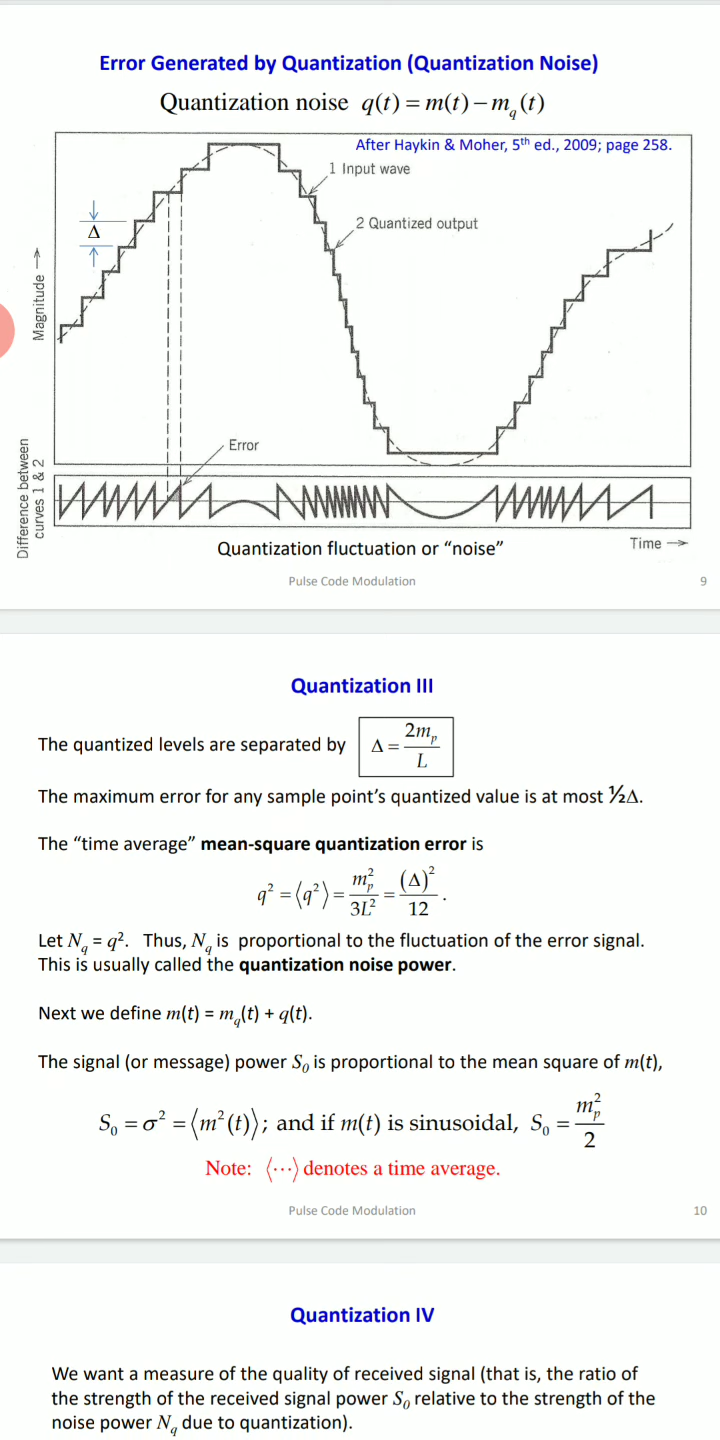 Error Generated by Quantization (Quantization Noise)
Quantization noise q(t) = m(t) − m_q(t)
After Haykin & Moher, 5th ed., 2009; page 258.
1 Input wave
2 Quantized output
Δ
Magnitude →
Error
Difference between
curves 1 & 2
Quantization fluctuation or “noise”
Time →
Pulse Code Modulation
9
Quantization III
The quantized levels are separated by Δ = 2m_p / L
The maximum error for any sample point’s quantized value is at most ½Δ.
The “time average” mean-square quantization error is
q² = ⟨q²⟩ = m_p² / 3L² = (Δ)² / 12 .
Let N_q = q². Thus, N_q is proportional to the fluctuation of the error signal.
This is usually called the quantization noise power.
Next we define m(t) = m_q(t) + q(t).
The signal (or message) power S₀ is proportional to the mean square of m(t),
S₀ = σ² = ⟨m²(t)⟩; and if m(t) is sinusoidal, S₀ = m_p² / 2
Note: ⟨···⟩ denotes a time average.
Pulse Code Modulation
10
Quantization IV
We want a measure of the quality of received signal (that is, the ratio of
the strength of the received signal power S₀ relative to the strength of the
noise power N_q due to quantization).